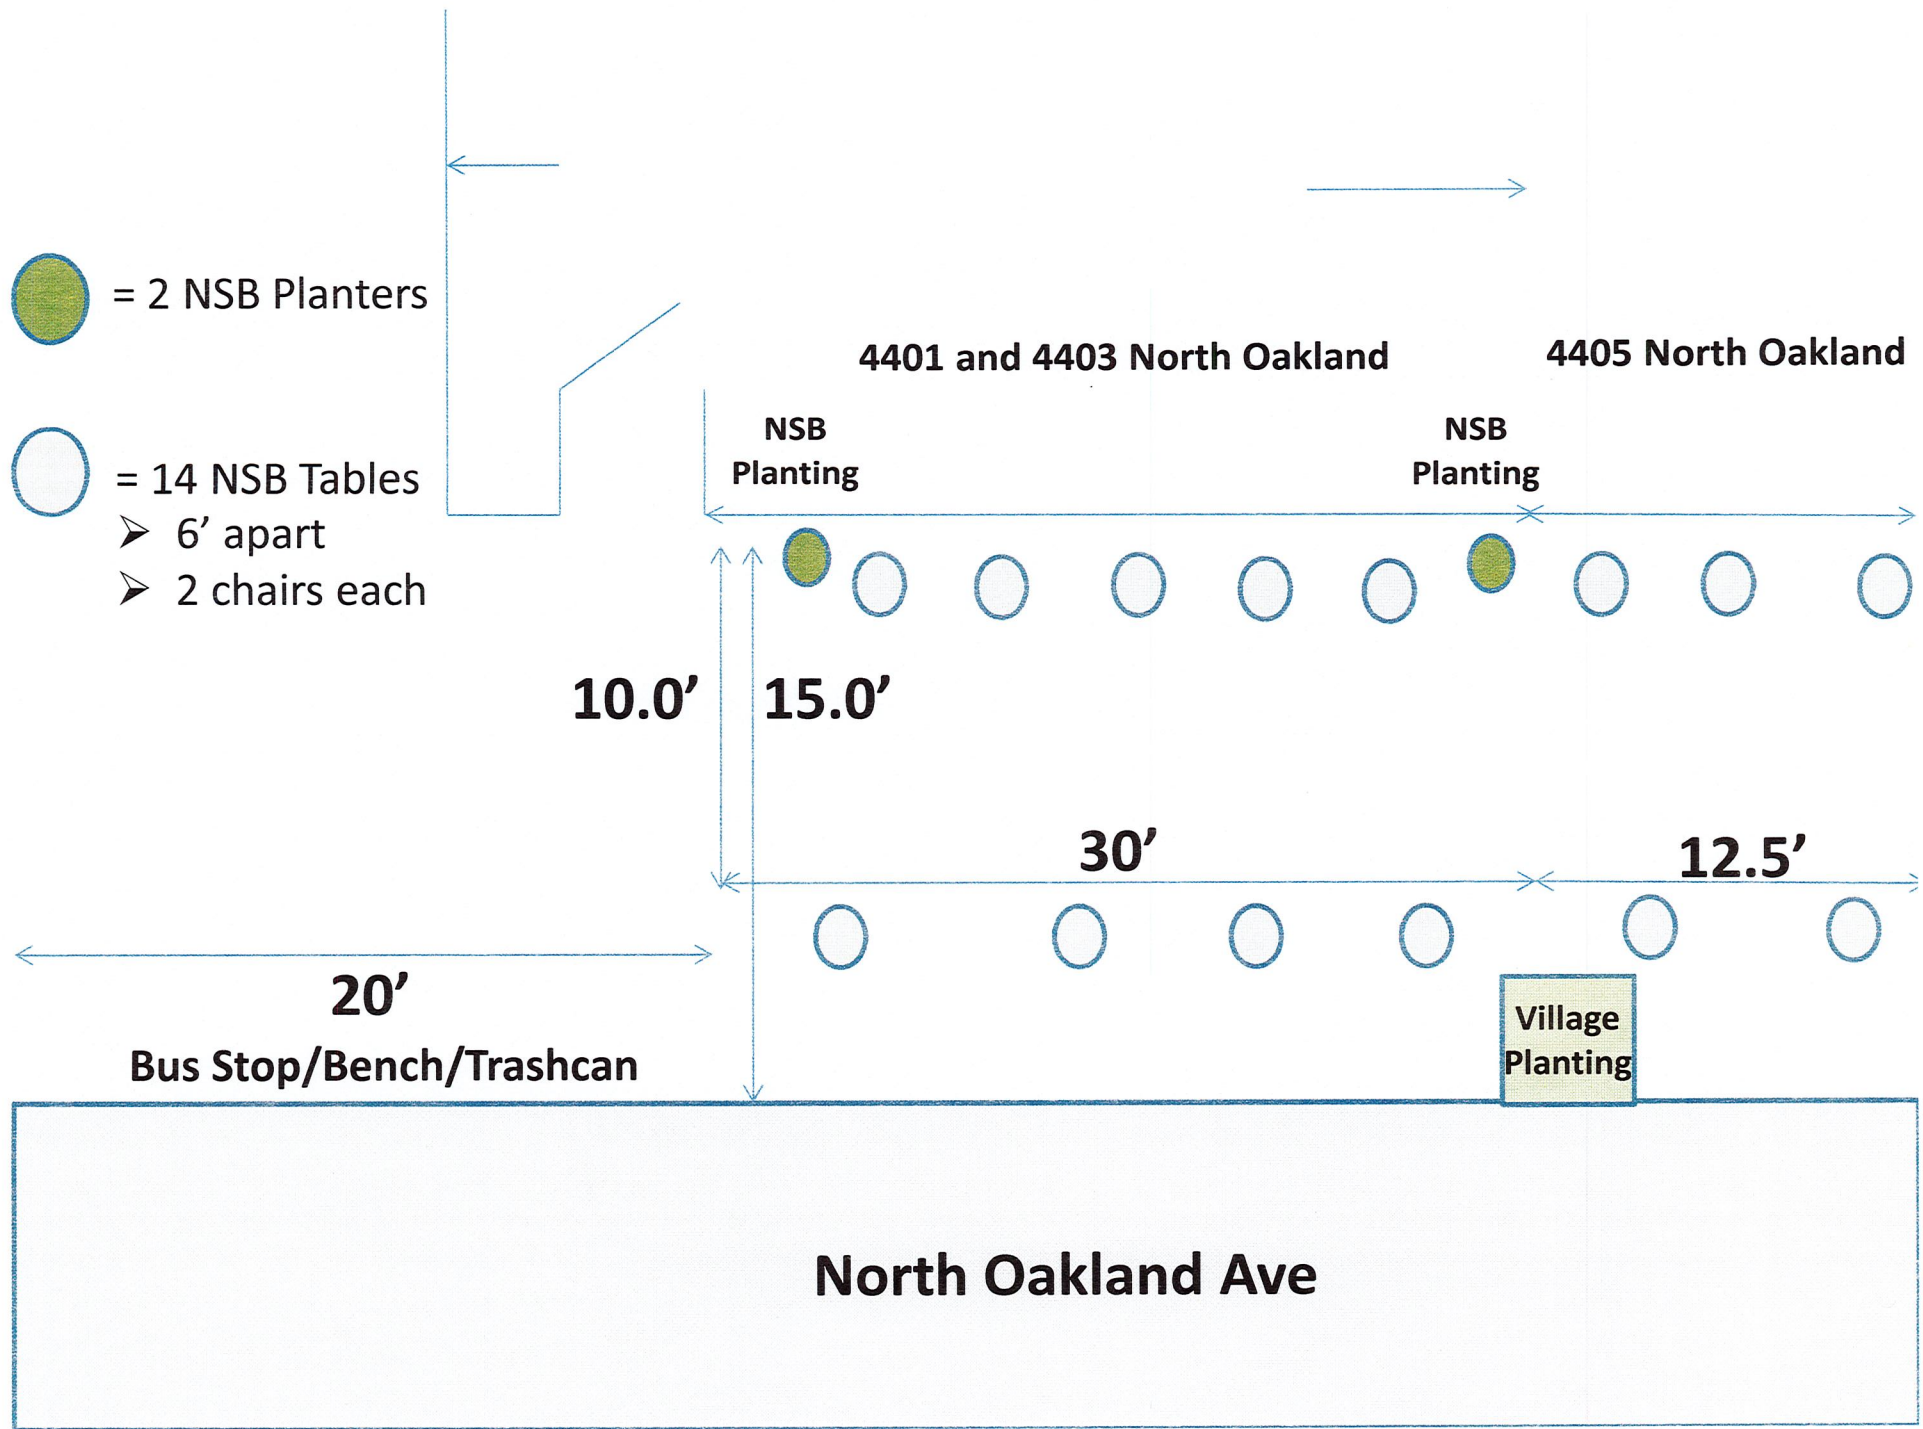 = 2 NSB Planters
= 14 NSB Tables
➢ 6’ apart
➢ 2 chairs each
4401 and 4403 North Oakland
4405 North Oakland
NSB
Planting
NSB
Planting
10.0’
15.0’
30’
12.5’
20’
Bus Stop/Bench/Trashcan
Village
Planting
North Oakland Ave